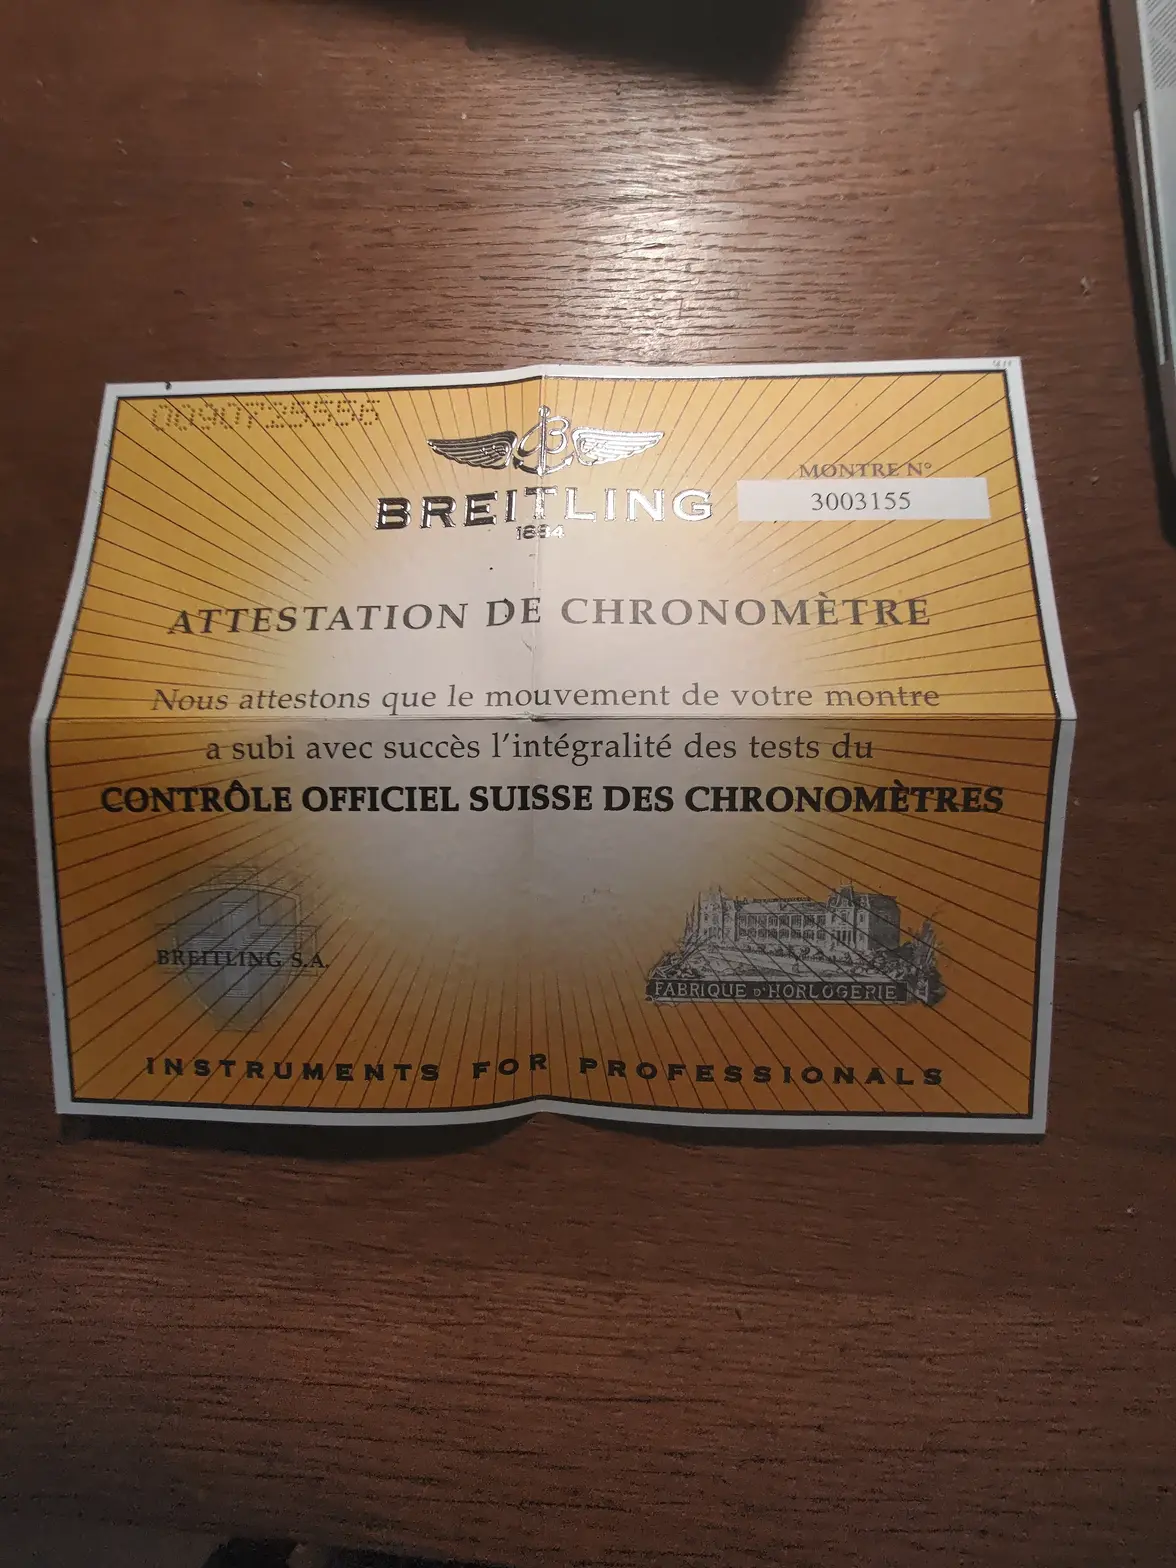 BREITLING
1884
MONTRE N°
3003155
ATTESTATION DE CHRONOMÈTRE
Nous attestons que le mouvement de votre montre
a subi avec succès l'intégralité des tests du
CONTRÔLE OFFICIEL SUISSE DES CHRONOMÈTRES
BREITLING S.A.
FABRIQUE D'HORLOGERIE
INSTRUMENTS FOR PROFESSIONALS